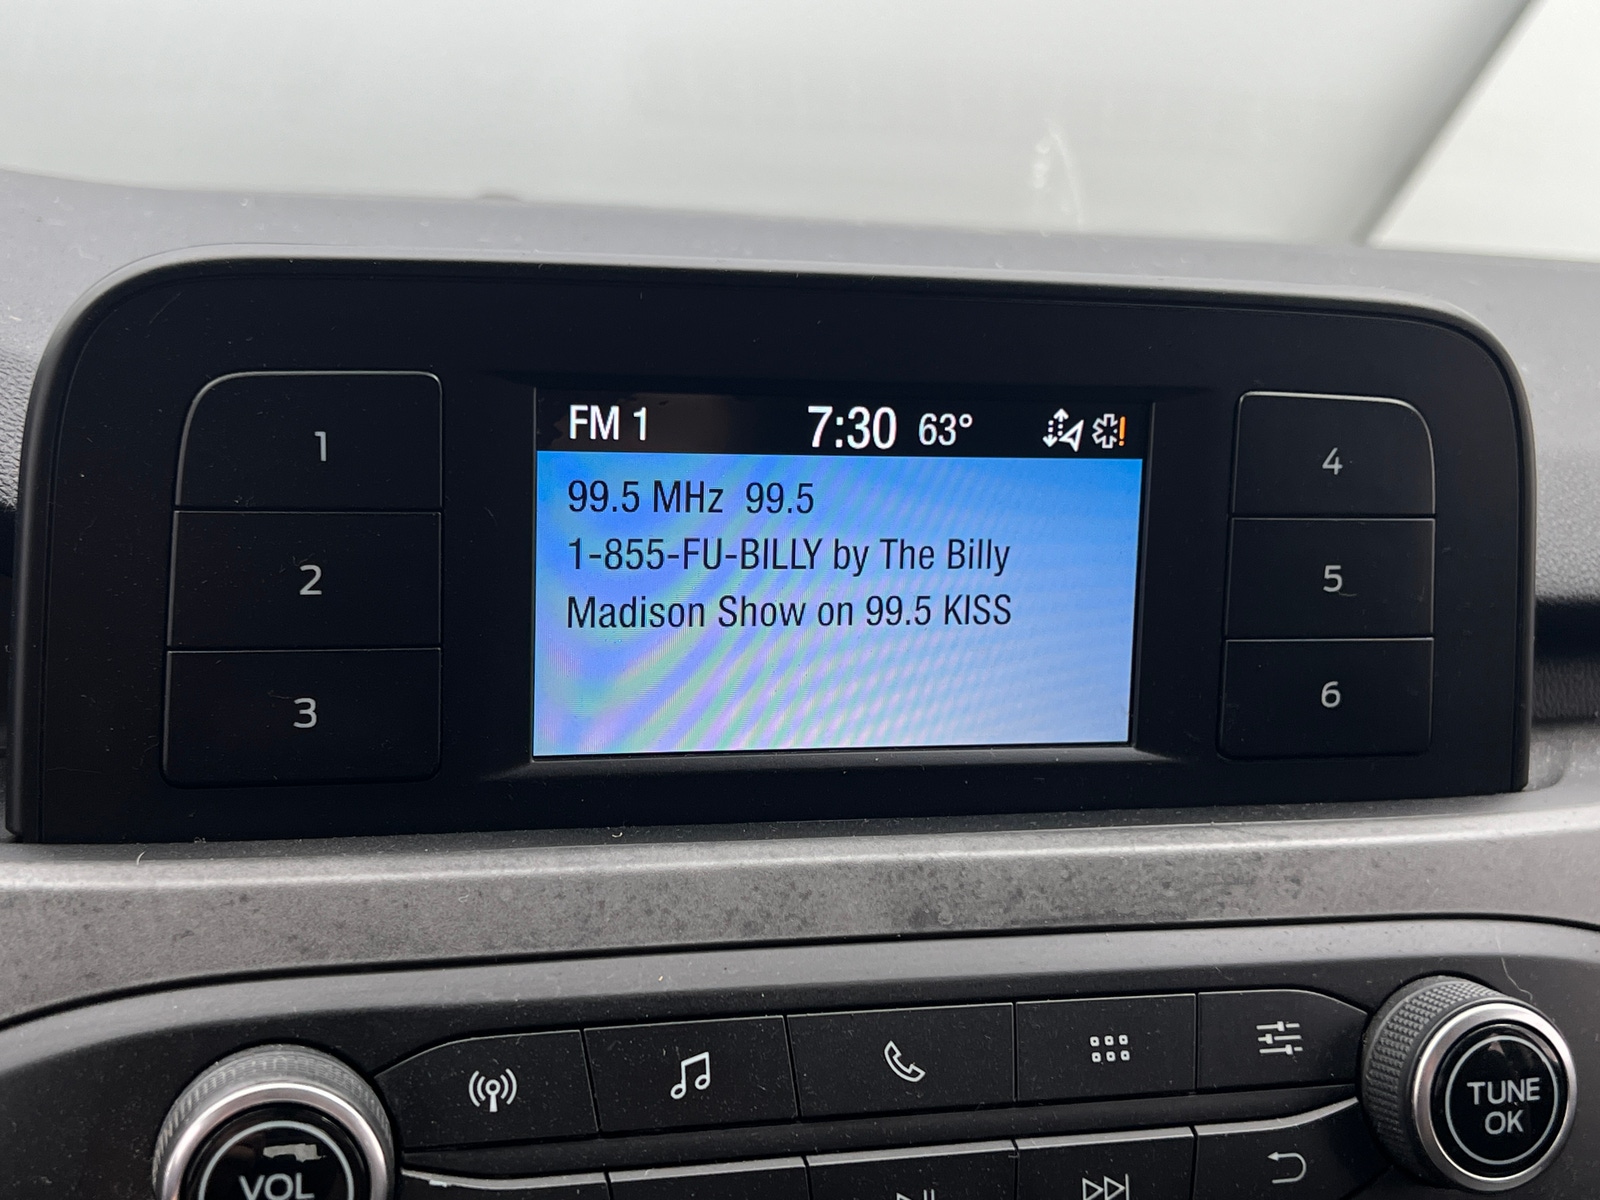 FM 1 7:30 63°
99.5 MHz 99.5
1-855-FU-BILLY by The Billy
Madison Show on 99.5 KISS
1
2
3
4
5
6
VOL
TUNE
OK